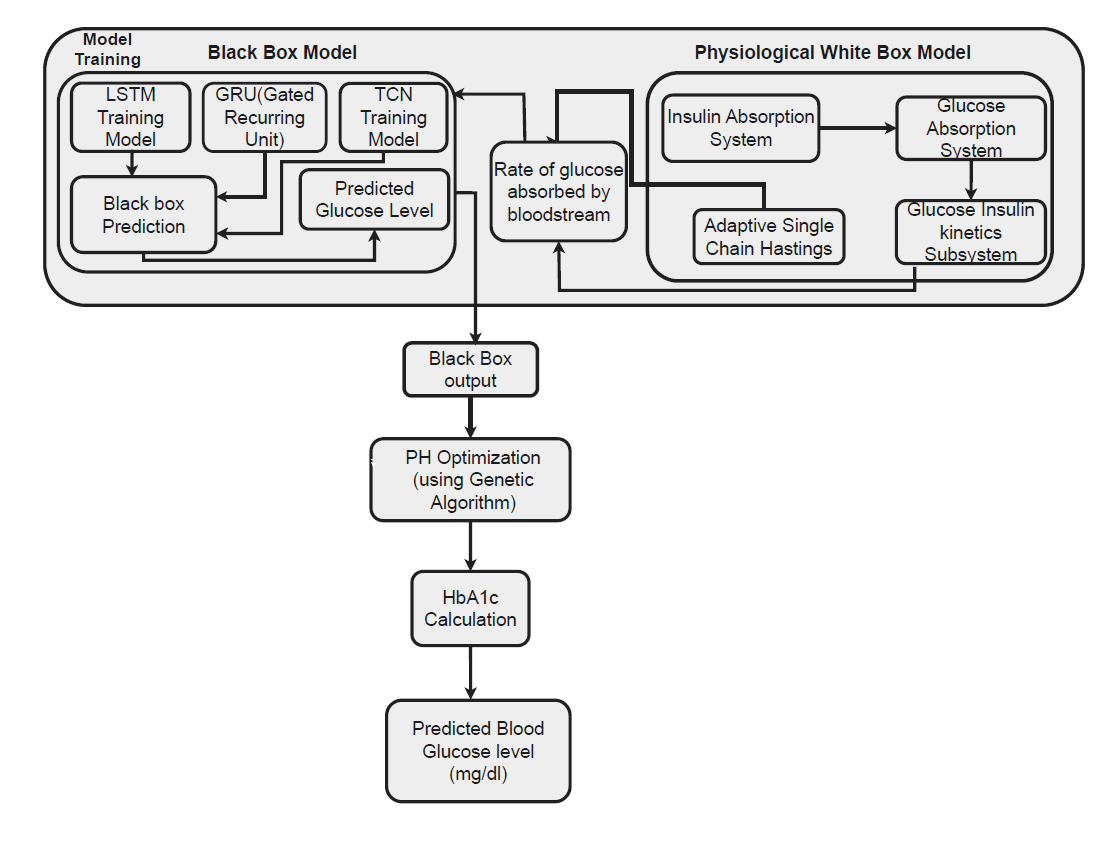 Model
Training
Black Box Model
Physiological White Box Model
LSTM
Training
Model
GRU(Gated
Recurring
Unit)
TCN
Training
Model
Black box
Prediction
Predicted
Glucose Level
Rate of glucose
absorbed by
bloodstream
Insulin Absorption
System
Glucose
Absorption
System
Adaptive Single
Chain Hastings
Glucose Insulin
kinetics
Subsystem
Black Box
output
PH Optimization
(using Genetic
Algorithm)
HbA1c
Calculation
Predicted Blood
Glucose level
(mg/dl)